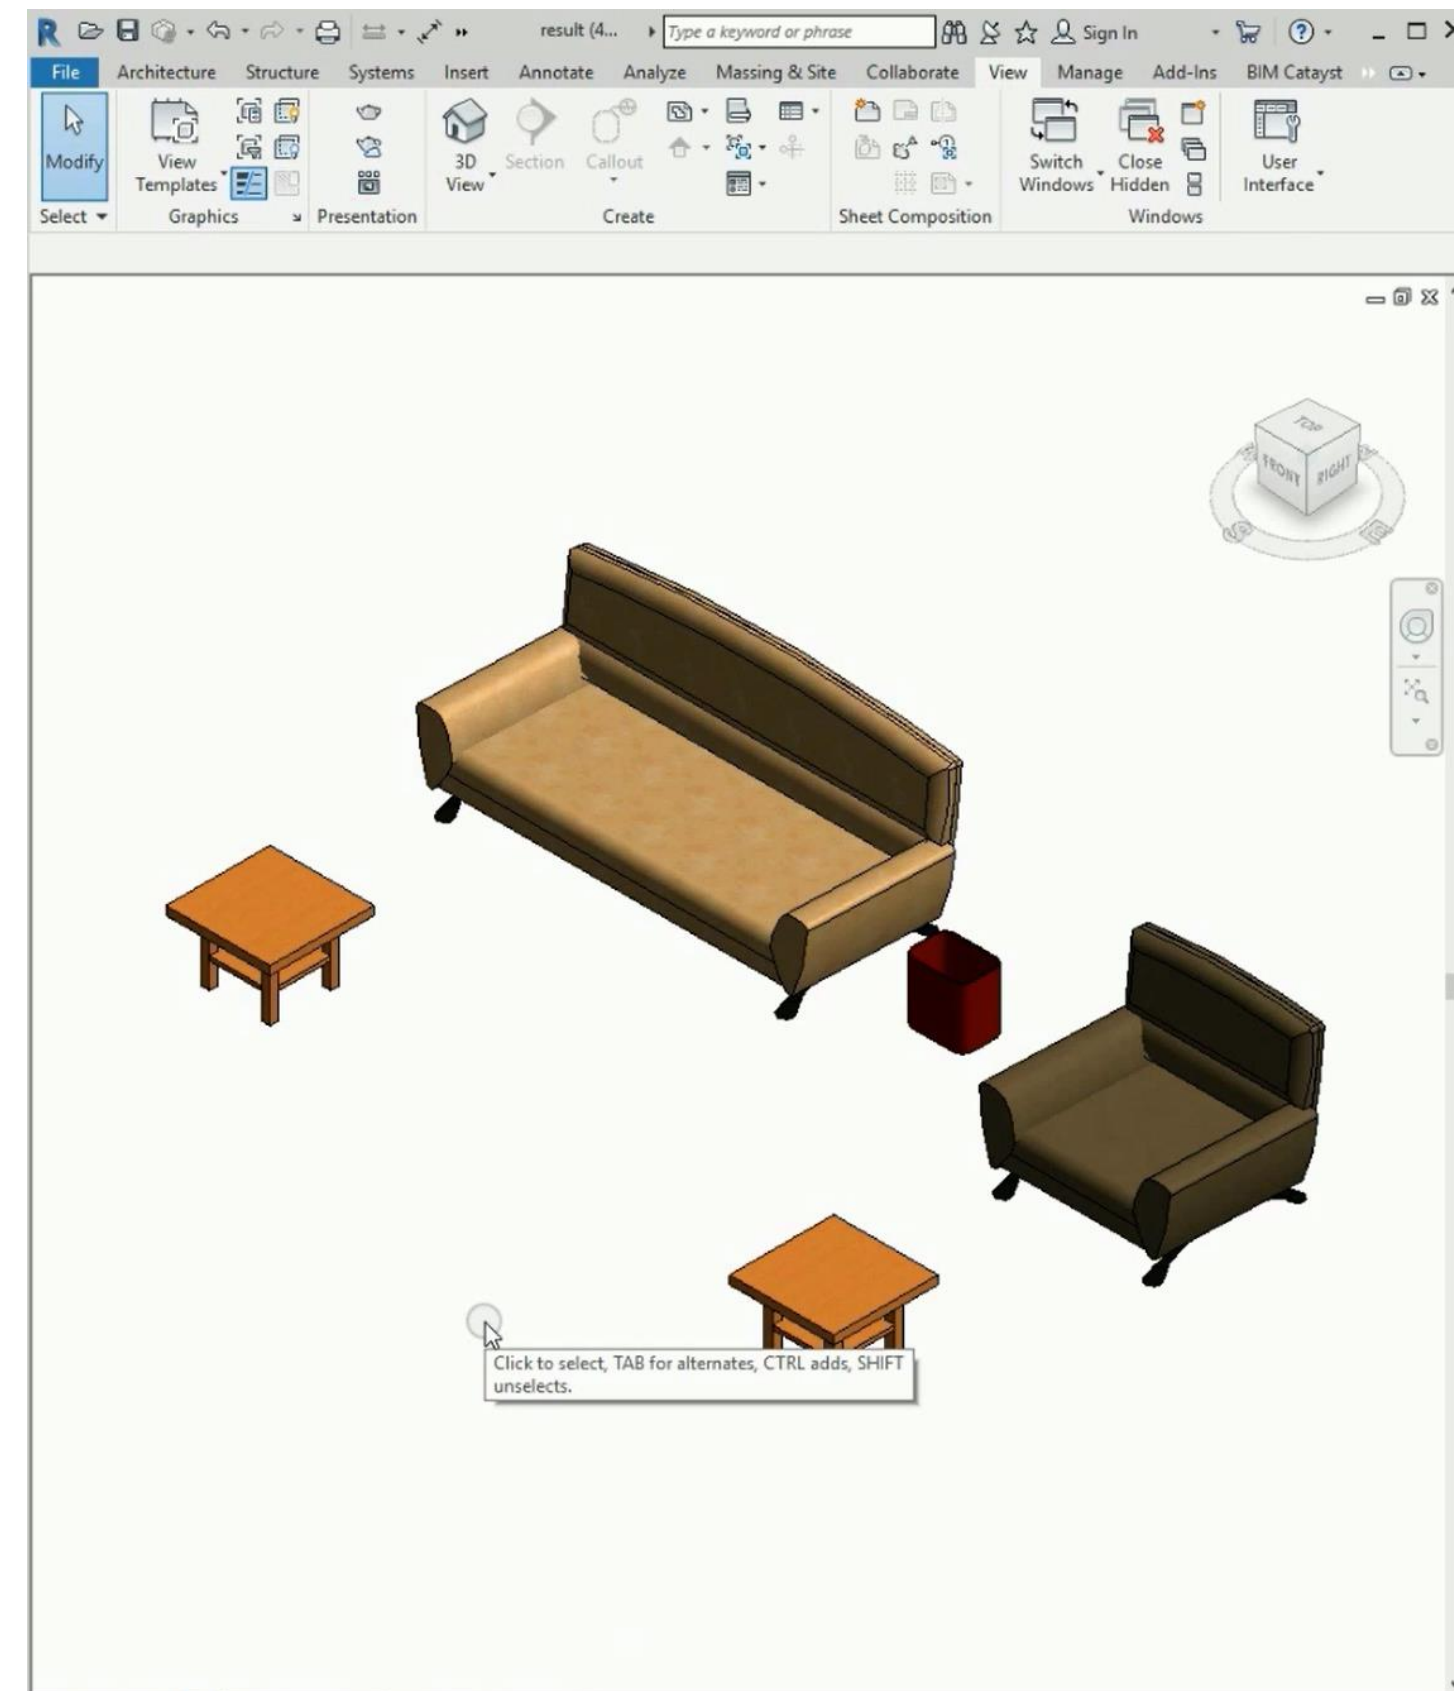 result (4...
Type a keyword or phrase
Sign In
File Architecture Structure Systems Insert Annotate Analyze Massing & Site Collaborate View Manage Add-Ins BIM Catayst
Modify
View
Templates
3D
View
Section
Callout
Switch
Windows
Close
Hidden
User
Interface
Select Graphics Presentation Create Sheet Composition Windows
TOP
FRONT RIGHT
S E
Click to select, TAB for alternates, CTRL adds, SHIFT
unselects.